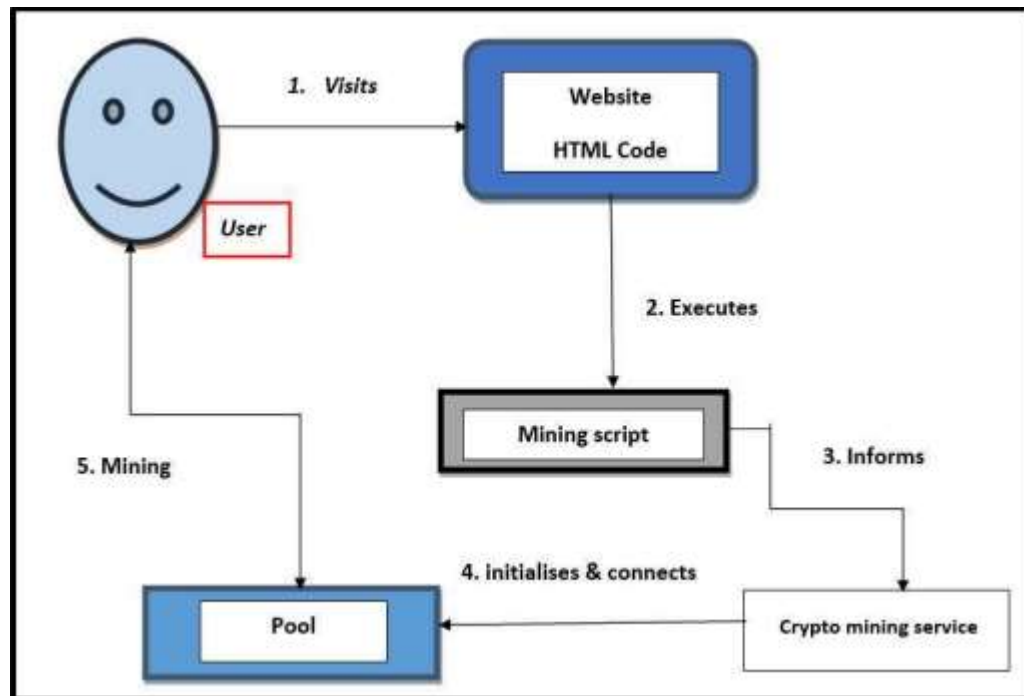 1. Visits
Website
HTML Code
User
2. Executes
Mining script
3. Informs
5. Mining
4. initialises & connects
Pool
Crypto mining service